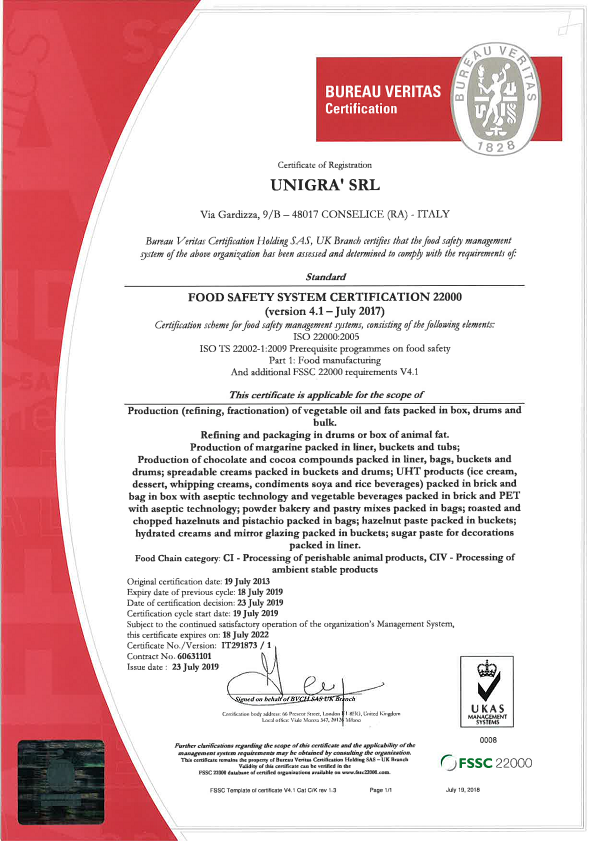 BUREAU VERITAS
Certification
BUREAU VERITAS
1828
Certificate of Registration
UNIGRA' SRL
Via Gardizza, 9/B – 48017 CONSELICE (RA) - ITALY
Bureau Veritas Certification Holding SAS, UK Branch certifies that the food safety management
system of the above organization has been assessed and determined to comply with the requirements of:
Standard
FOOD SAFETY SYSTEM CERTIFICATION 22000
(version 4.1 – July 2017)
Certification scheme for food safety management systems, consisting of the following elements:
ISO 22000:2005
ISO TS 22002-1:2009 Prerequisite programmes on food safety
Part 1: Food manufacturing
And additional FSSC 22000 requirements V4.1
This certificate is applicable for the scope of
Production (refining, fractionation) of vegetable oil and fats packed in box, drums and
bulk.
Refining and packaging in drums or box of animal fat.
Production of margarine packed in liner, buckets and tubs;
Production of chocolate and cocoa compounds packed in liner, bags, buckets and
drums; spreadable creams packed in buckets and drums; UHT products (ice cream,
dessert, whipping creams, condiments soya and rice beverages) packed in brick and
bag in box with aseptic technology and vegetable beverages packed in brick and PET
with aseptic technology; powder bakery and pastry mixes packed in bags; roasted and
chopped hazelnuts and pistachio packed in bags; hazelnut paste packed in buckets;
hydrated creams and mirror glazing packed in buckets; sugar paste for decorations
packed in liner.
Food Chain category: CI - Processing of perishable animal products, CIV - Processing of
ambient stable products
Original certification date: 19 July 2013
Expiry date of previous cycle: 18 July 2019
Date of certification decision: 23 July 2019
Certification cycle start date: 19 July 2019
Subject to the continued satisfactory operation of the organization's Management System,
this certificate expires on: 18 July 2022
Certificate No./Version: IT291873 / 1
Contract No. 60631101
Issue date : 23 July 2019
Signed on behalf of BVCH SAS UK Branch
Certification body address: 66 Prescot Street, London E1 8HG, United Kingdom
Local office: Viale Monza 347, 20126 Milano
UKAS
MANAGEMENT
SYSTEMS
0008
Further clarifications regarding the scope of this certificate and the applicability of the
management system requirements may be obtained by consulting the organization.
This certificate remains the property of Bureau Veritas Certification Holding SAS – UK Branch
Validity of this certificate can be verified in the
FSSC 22000 database of certified organizations available on www.fssc22000.com.
FSSC 22000
FSSC Template of certificate V4.1 Cat C/K rev 1.3 Page 1/1 July 19, 2018